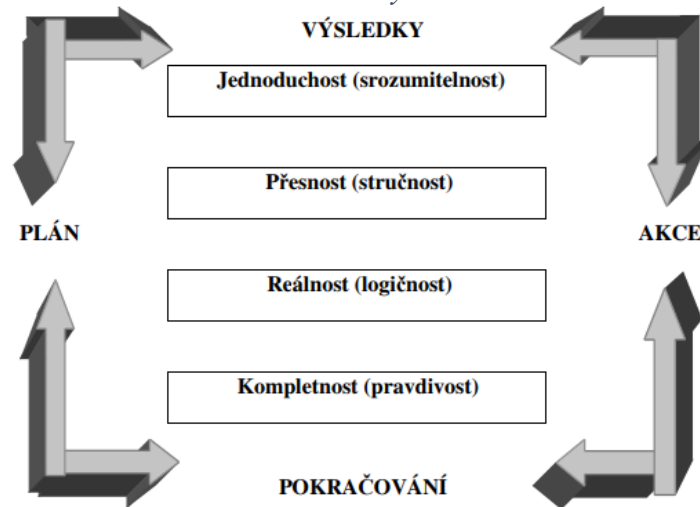 VÝSLEDKY
Jednoduchost (srozumitelnost)
Přesnost (stručnost)
PLÁN
AKCE
Reálnost (logičnost)
Kompletnost (pravdivost)
POKRAČOVÁNÍ